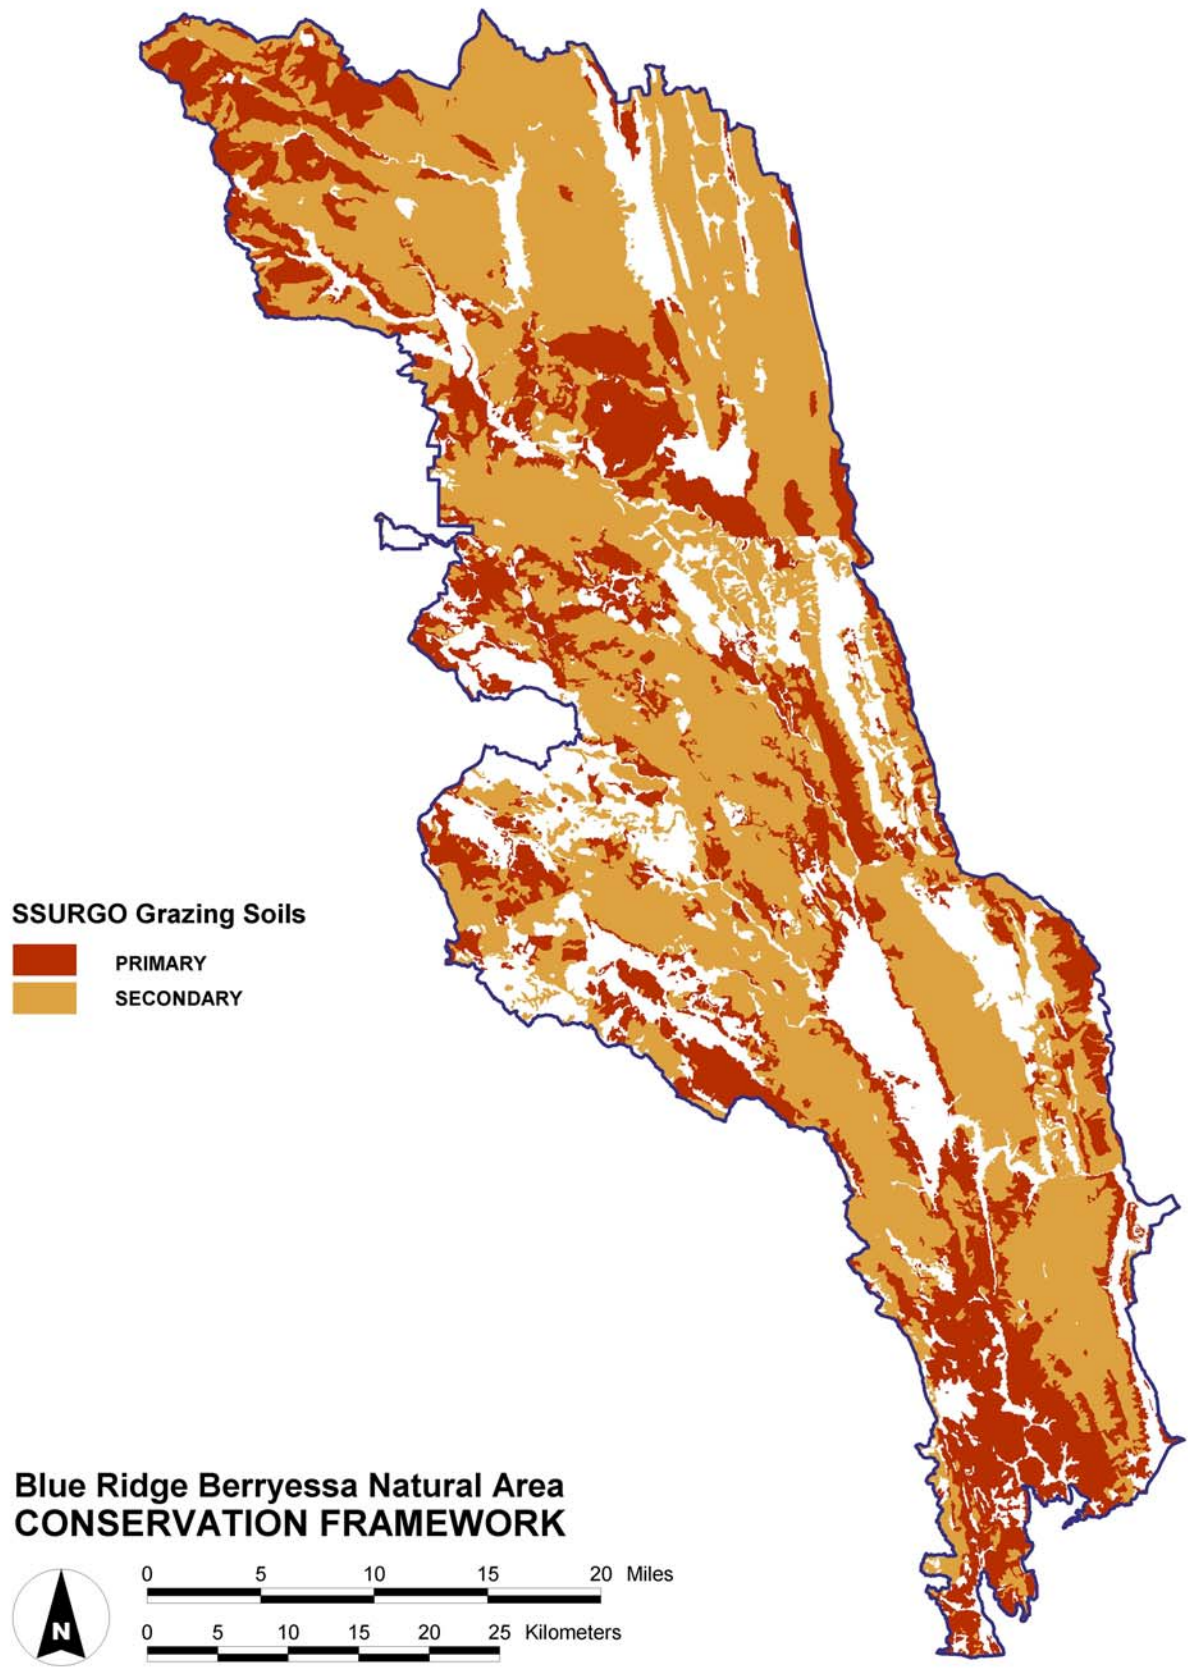 SSURGO Grazing Soils
PRIMARY
SECONDARY
Blue Ridge Berryessa Natural Area
CONSERVATION FRAMEWORK
N
0 5 10 15 20 Miles
0 5 10 15 20 25 Kilometers